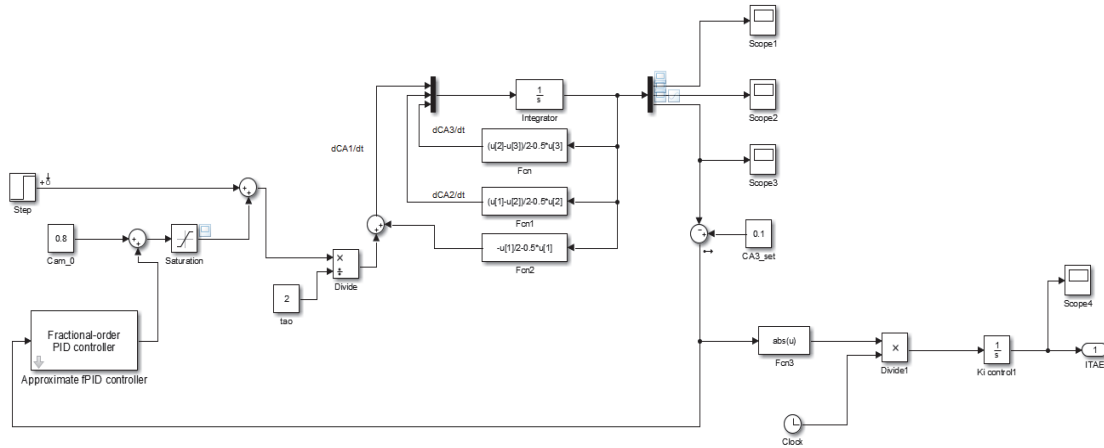 Scope1
1
s
Integrator
Scope2
dCA3/dt
dCA1/dt
(u[2]-u[3])/2-0.5*u[3]
Fcn
Scope3
dCA2/dt
(u[1]-u[2])/2-0.5*u[2]
Fcn1
Step
0.8
Cam_0
Saturation
-u[1]/2-0.5*u[1]
Fcn2
0.1
CA3_set
Divide
2
tao
Scope4
Fractional-order
PID controller
Approximate fPID controller
abs(u)
Fcn3
Divide1
1
s
Ki control1
1
ITAE
Clock